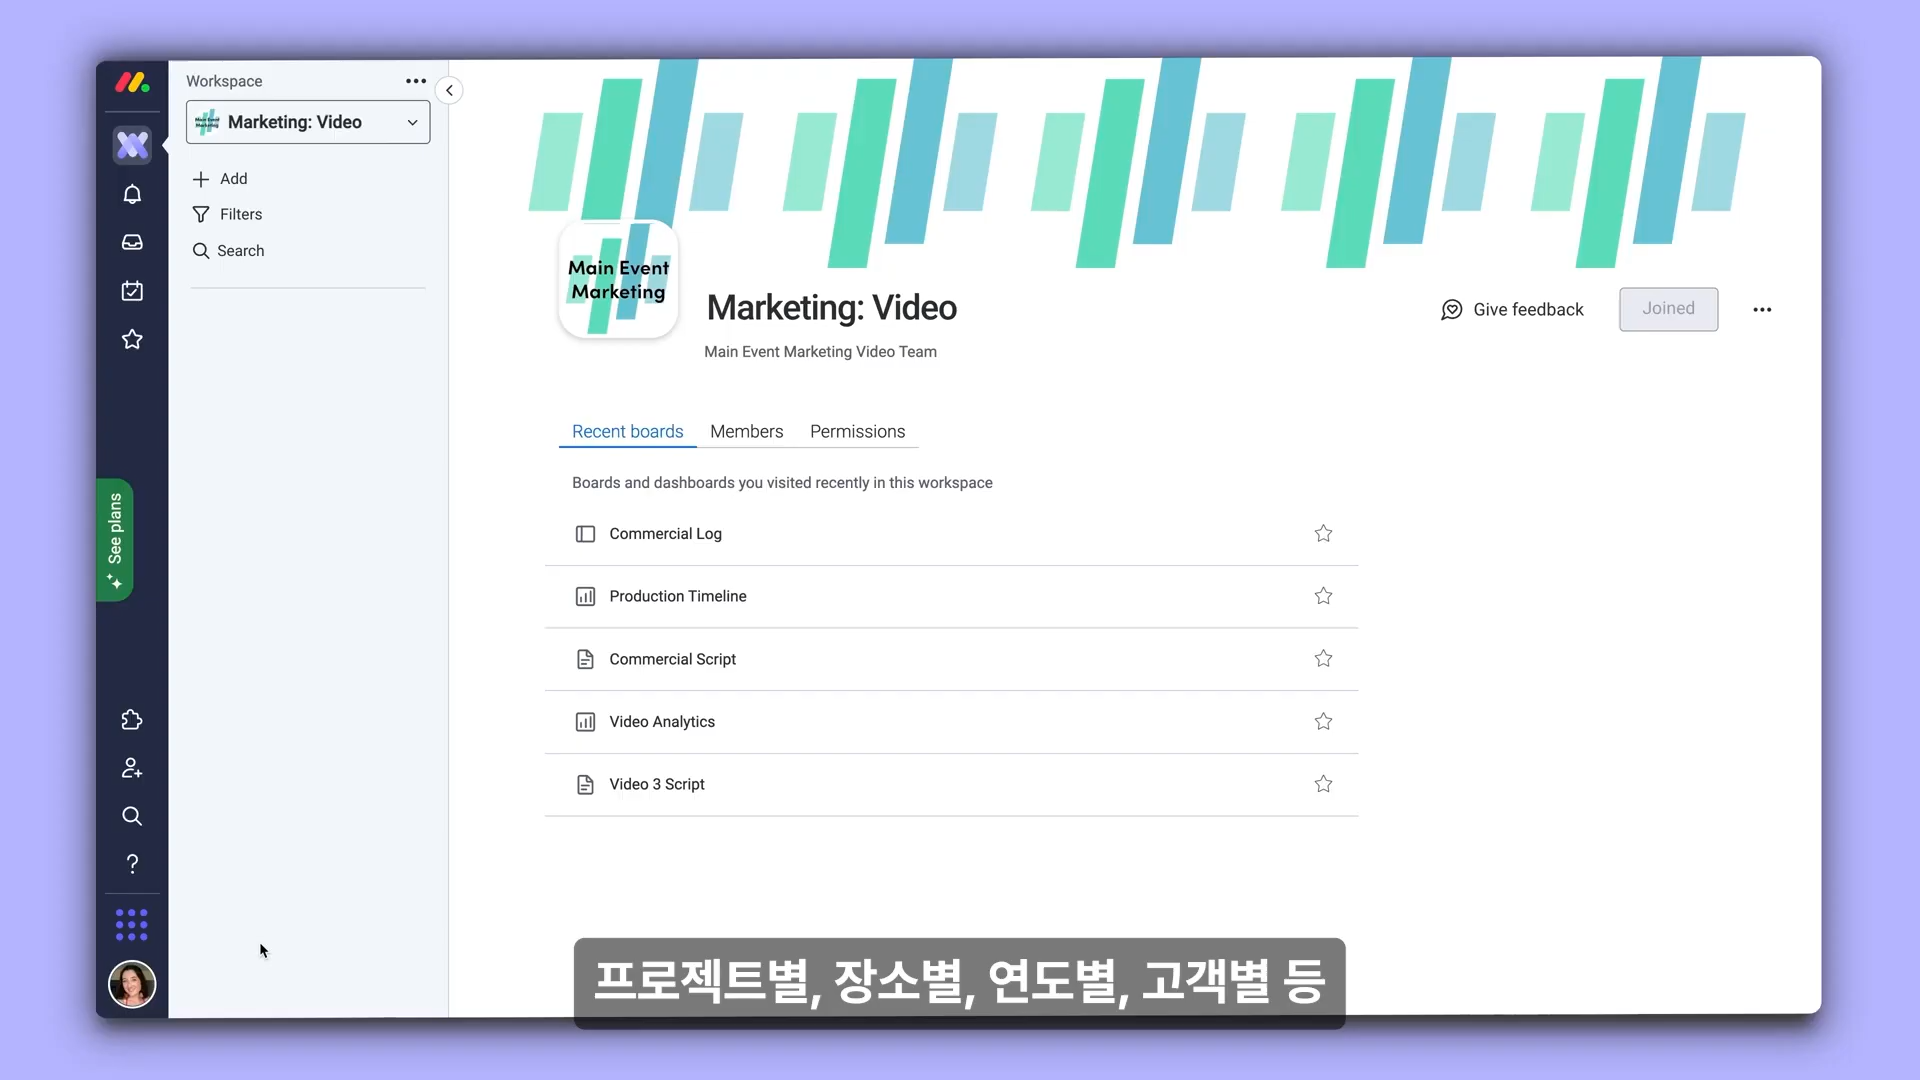 Workspace
Marketing: Video
Add
Filters
Search
See plans
Main Event
Marketing
Marketing: Video
Main Event Marketing Video Team
Give feedback
Joined
Recent boards
Members
Permissions
Boards and dashboards you visited recently in this workspace
Commercial Log
Production Timeline
Commercial Script
Video Analytics
Video 3 Script
프로젝트별, 장소별, 연도별, 고객별 등